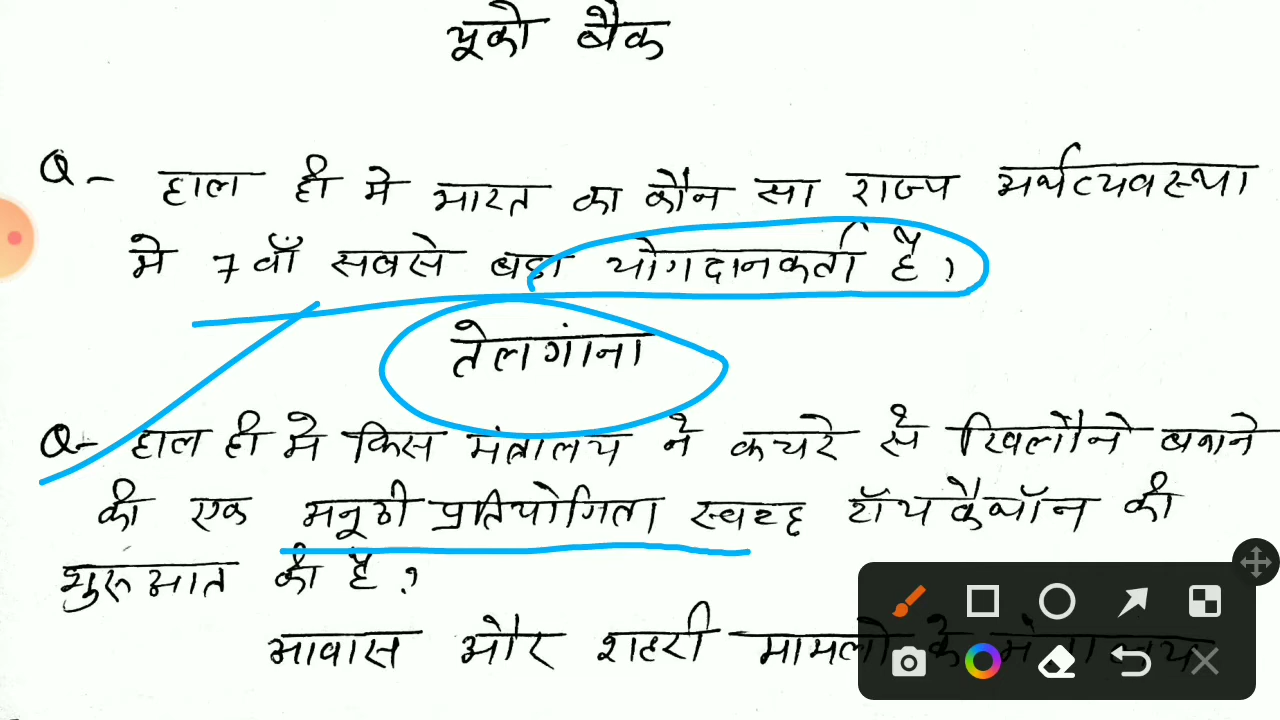 यूको बैंक
Q- हाल ही मे भारत का कौन सा राज्य अर्थव्यवस्था
मे 7वाँ सबसे बड़ा योगदानकर्ता है?
तेलगांना
Q- हाल ही मे किस मंत्रालय ने कचरे से खिलौने बनाने
की एक अनूठी प्रतियोगिता स्वच्छ टॉयकैथॉन की
शुरुआत की है?
आवास और शहरी मामलो के मंत्रालय